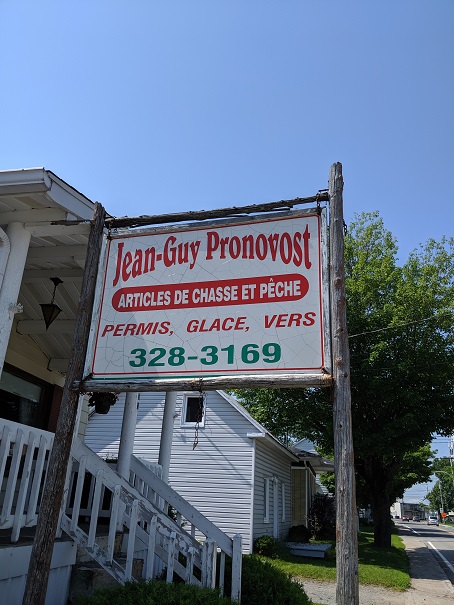 Jean-Guy Pronovost
ARTICLES DE CHASSE ET PÊCHE
PERMIS, GLACE, VERS
328-3169